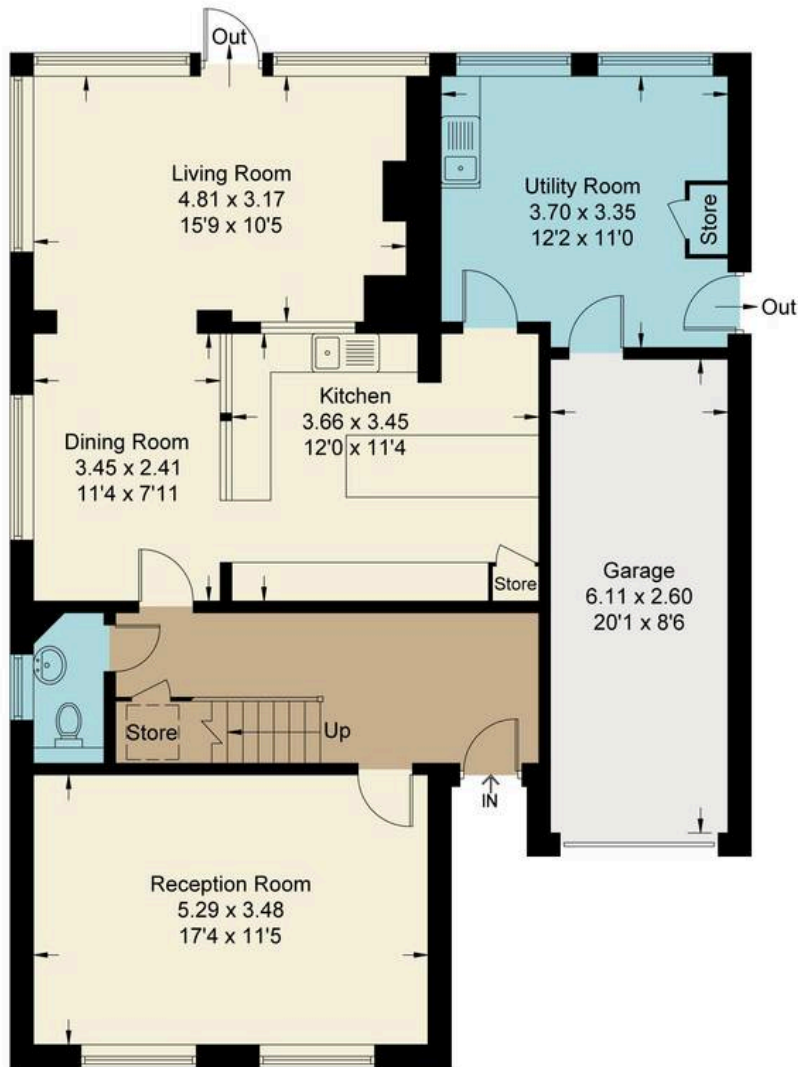 Out
Living Room
4.81 x 3.17
15'9 x 10'5
Utility Room
3.70 x 3.35
12'2 x 11'0
Store
Out
Kitchen
3.66 x 3.45
12'0 x 11'4
Dining Room
3.45 x 2.41
11'4 x 7'11
Store
Garage
6.11 x 2.60
20'1 x 8'6
Store
Up
IN
Reception Room
5.29 x 3.48
17'4 x 11'5